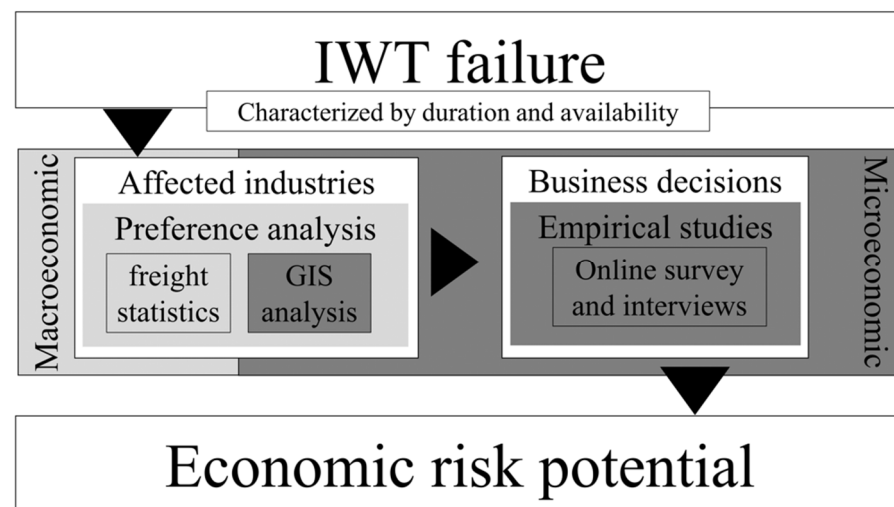 IWT failure
Characterized by duration and availability
Macroeconomic
Affected industries
Preference analysis
freight
statistics
GIS
analysis
Business decisions
Empirical studies
Online survey
and interviews
Microeconomic
Economic risk potential